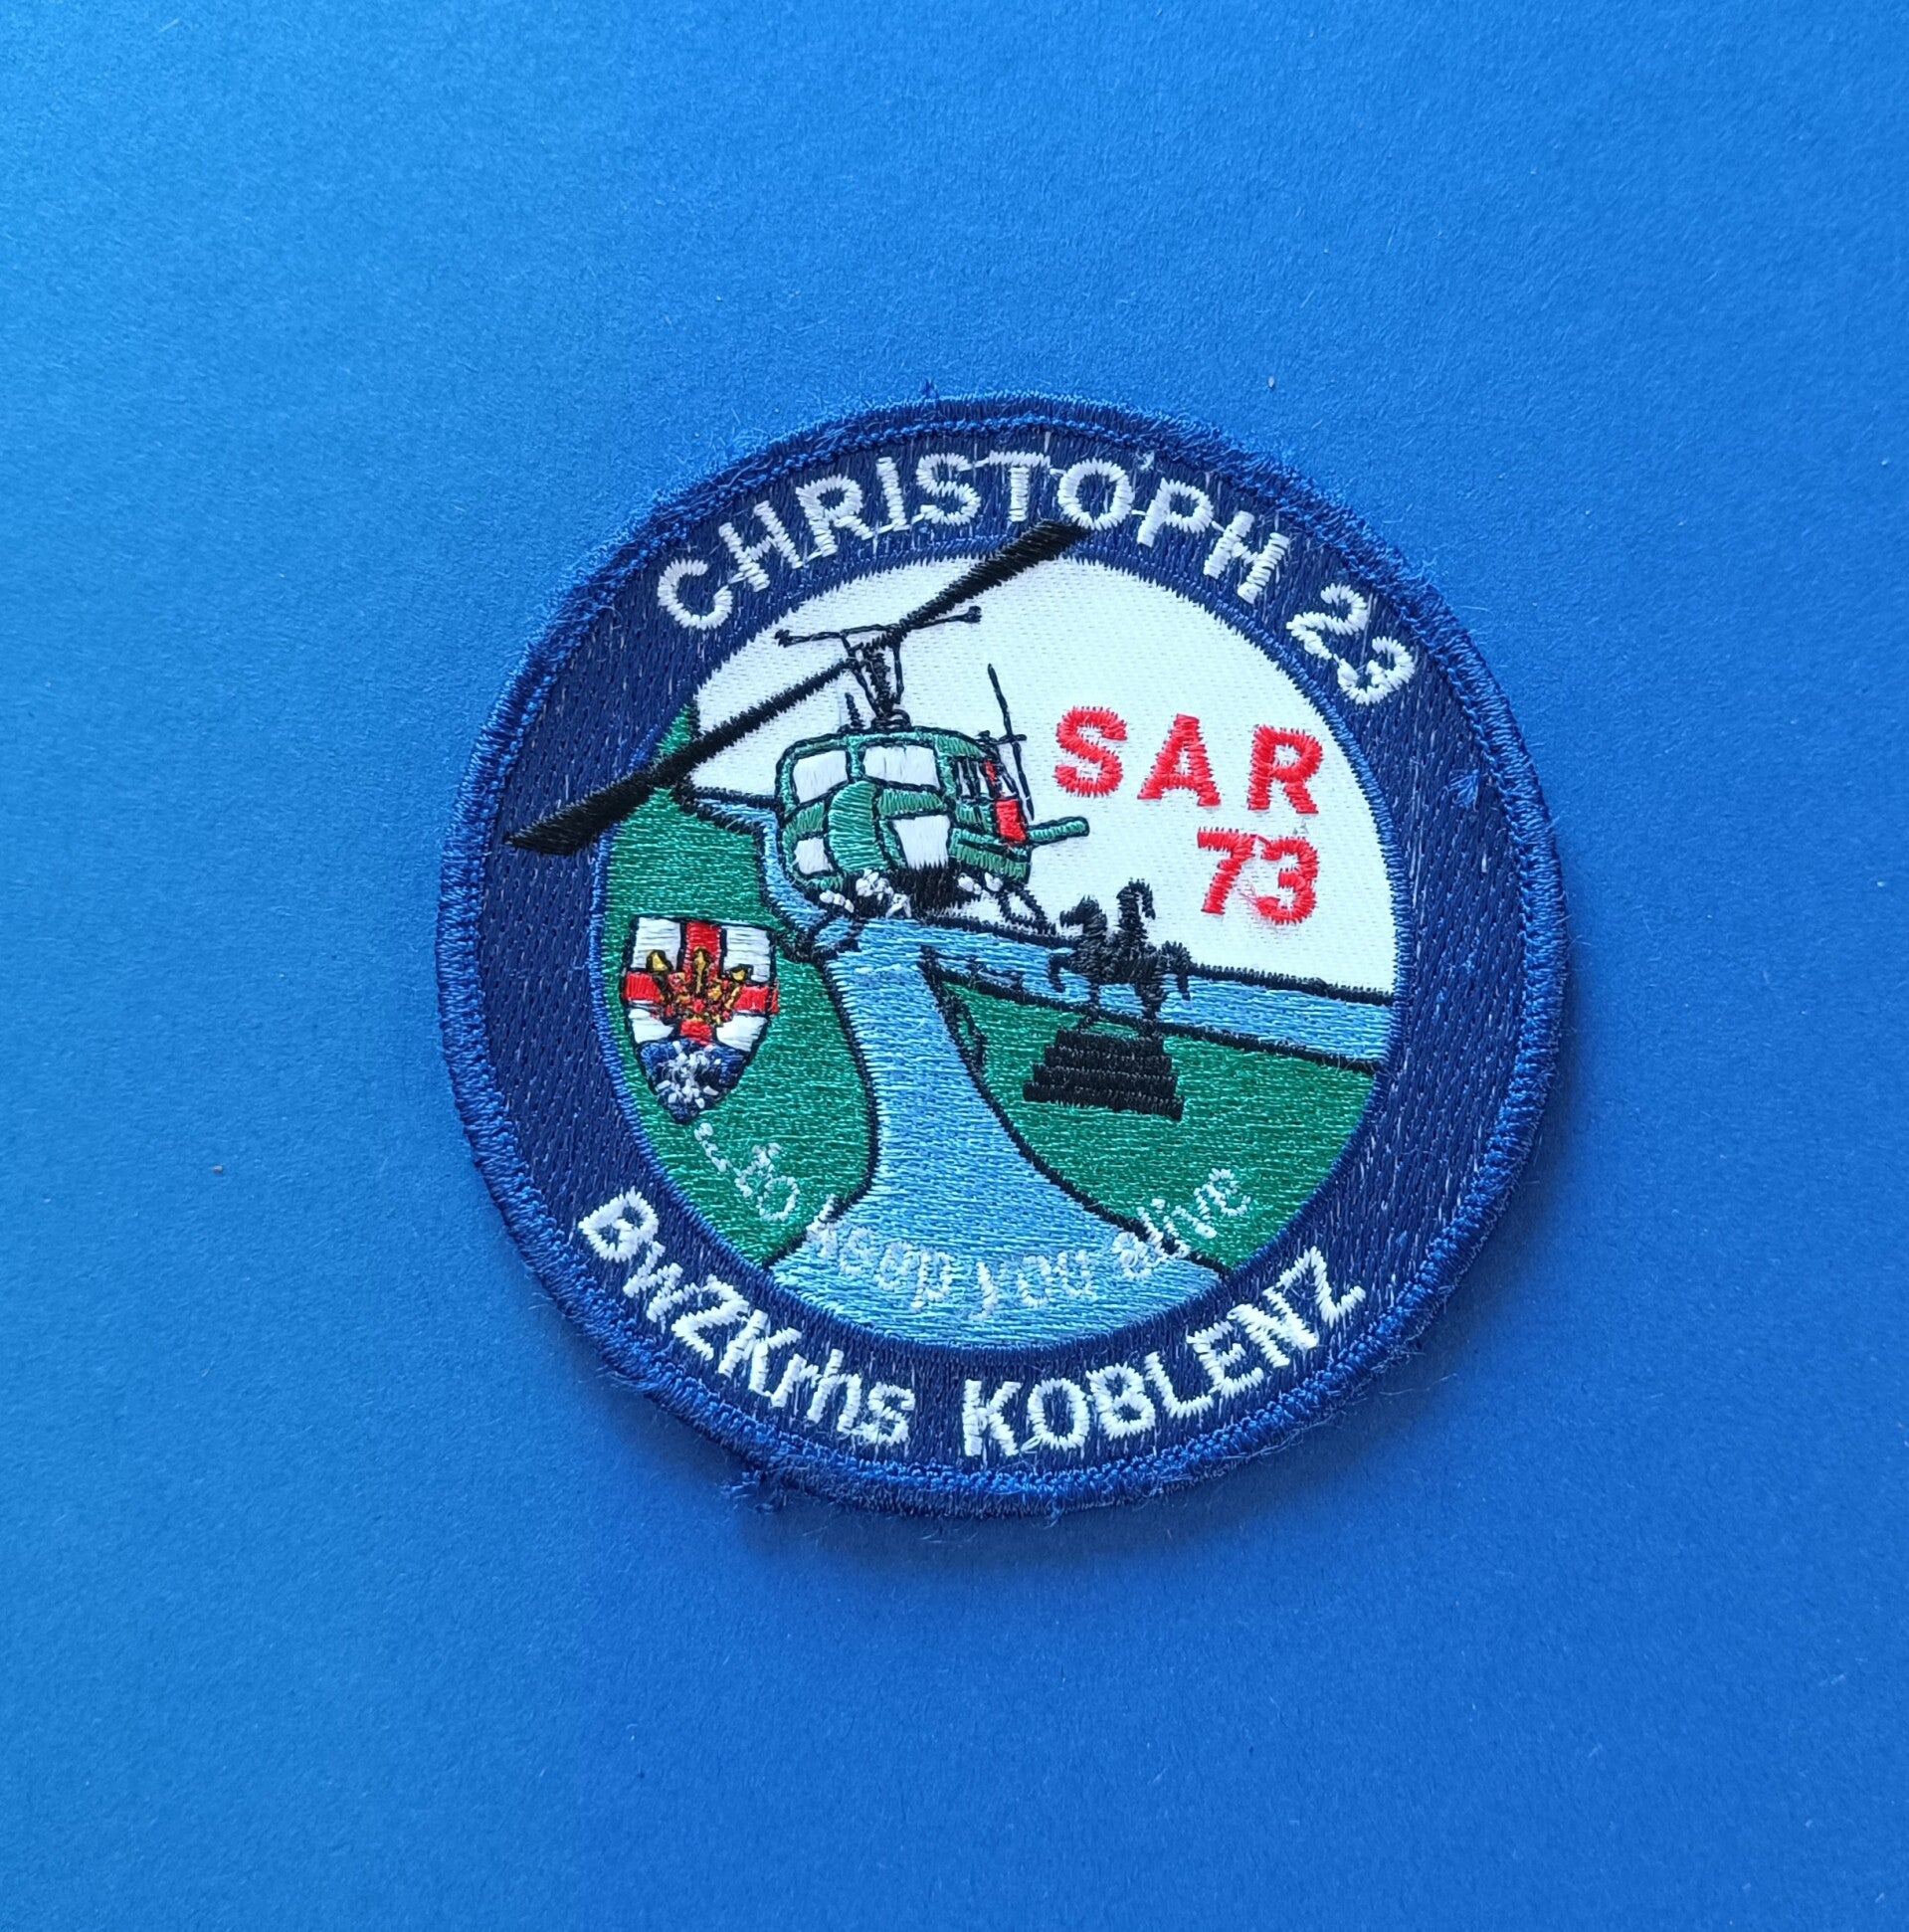 CHRISTOPH 23
SAR
73
...to keep you alive
BwZKrhs KOBLENZ